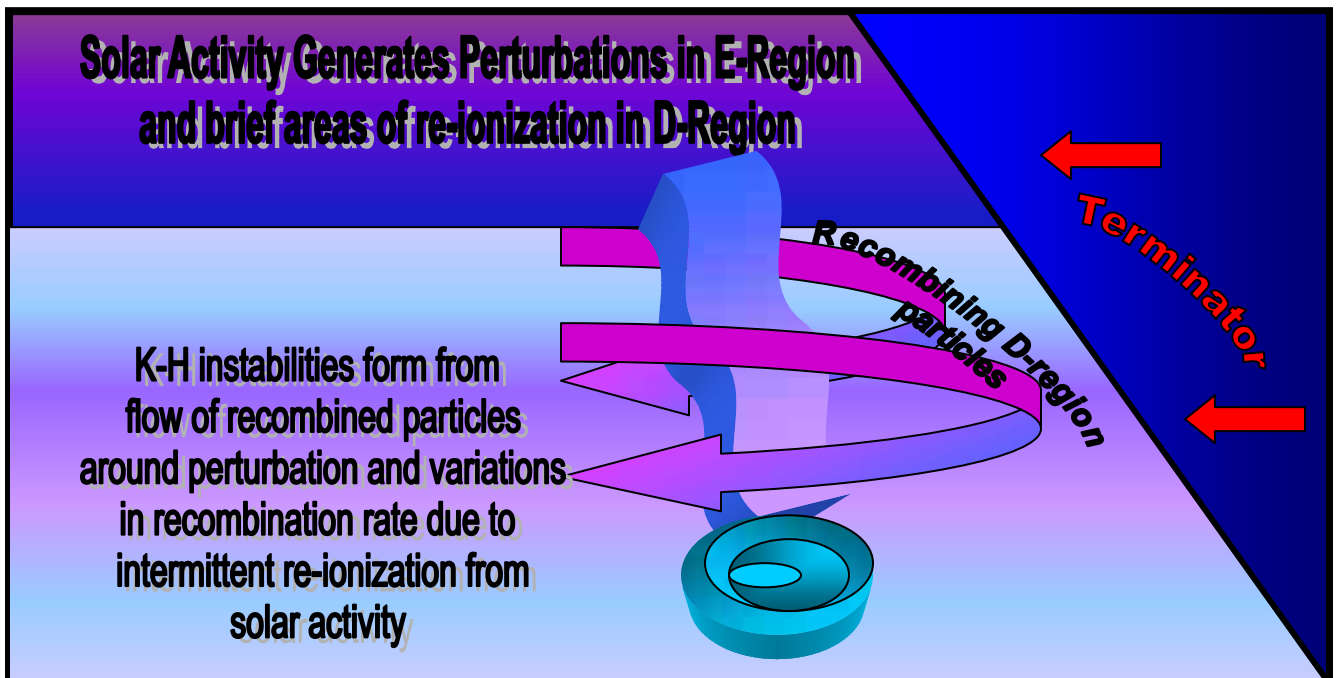 Solar Activity Generates Perturbations in E-Region
and brief areas of re-ionization in D-Region
Recombining D-region
particles
Terminator
K-H instabilities form from
flow of recombined particles
around perturbation and variations
in recombination rate due to
intermittent re-ionization from
solar activity